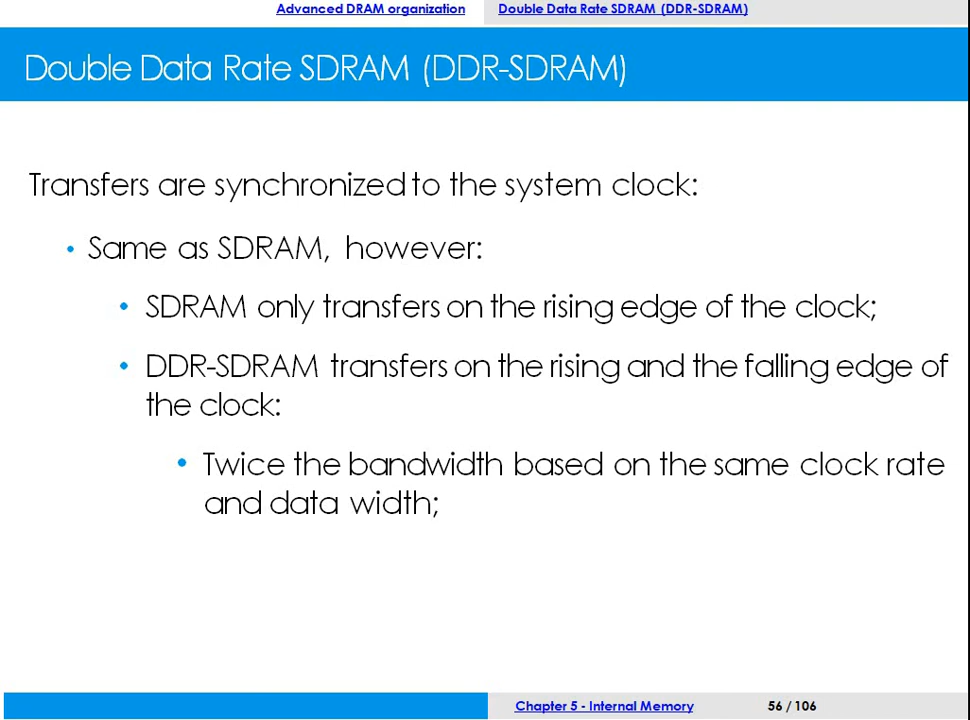 Advanced DRAM organization Double Data Rate SDRAM (DDR-SDRAM)
Double Data Rate SDRAM (DDR-SDRAM)
Transfers are synchronized to the system clock:
• Same as SDRAM, however:
• SDRAM only transfers on the rising edge of the clock;
• DDR-SDRAM transfers on the rising and the falling edge of
the clock:
• Twice the bandwidth based on the same clock rate
and data width;
Chapter 5 - Internal Memory 56 / 106